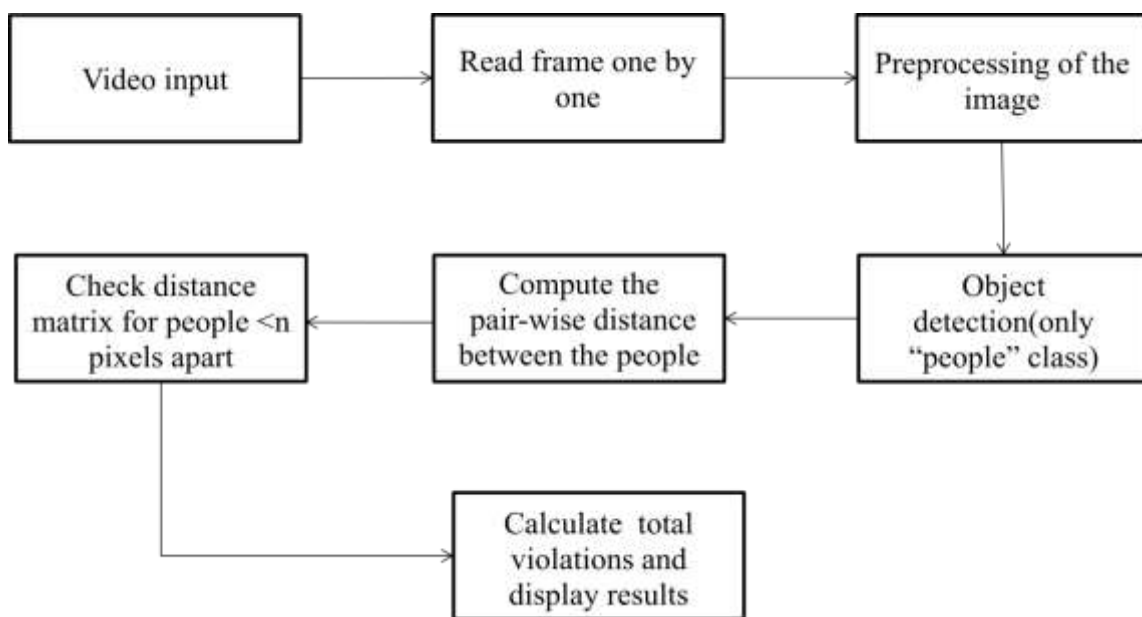 Video input
Read frame one by
one
Preprocessing of the
image
Object
detection(only
“people” class)
Compute the
pair-wise distance
between the people
Check distance
matrix for people <n
pixels apart
Calculate total
violations and
display results